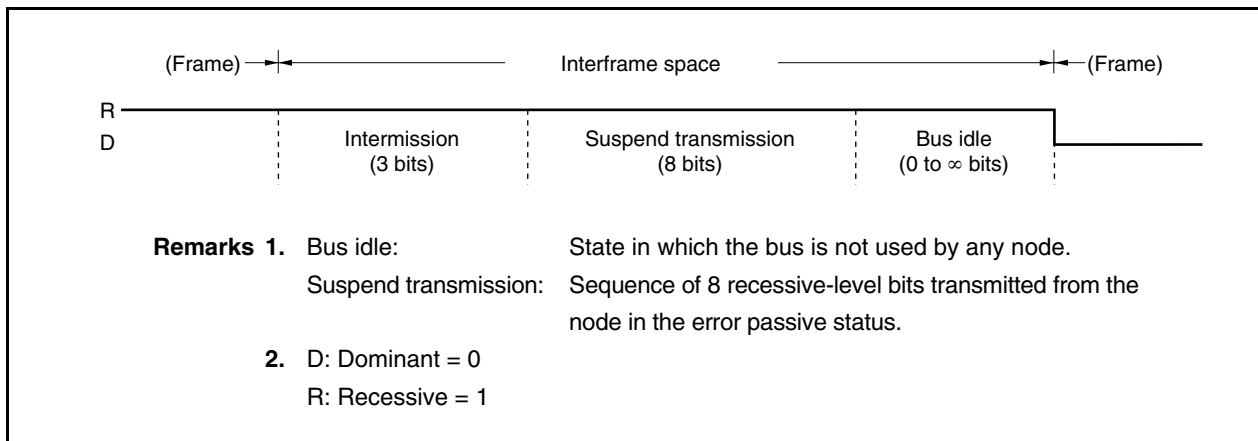 (Frame) Interframe space (Frame)
R
D
Intermission Suspend transmission Bus idle
(3 bits) (8 bits) (0 to ∞ bits)
Remarks 1. Bus idle: State in which the bus is not used by any node.
Suspend transmission: Sequence of 8 recessive-level bits transmitted from the
node in the error passive status.
2. D: Dominant = 0
R: Recessive = 1